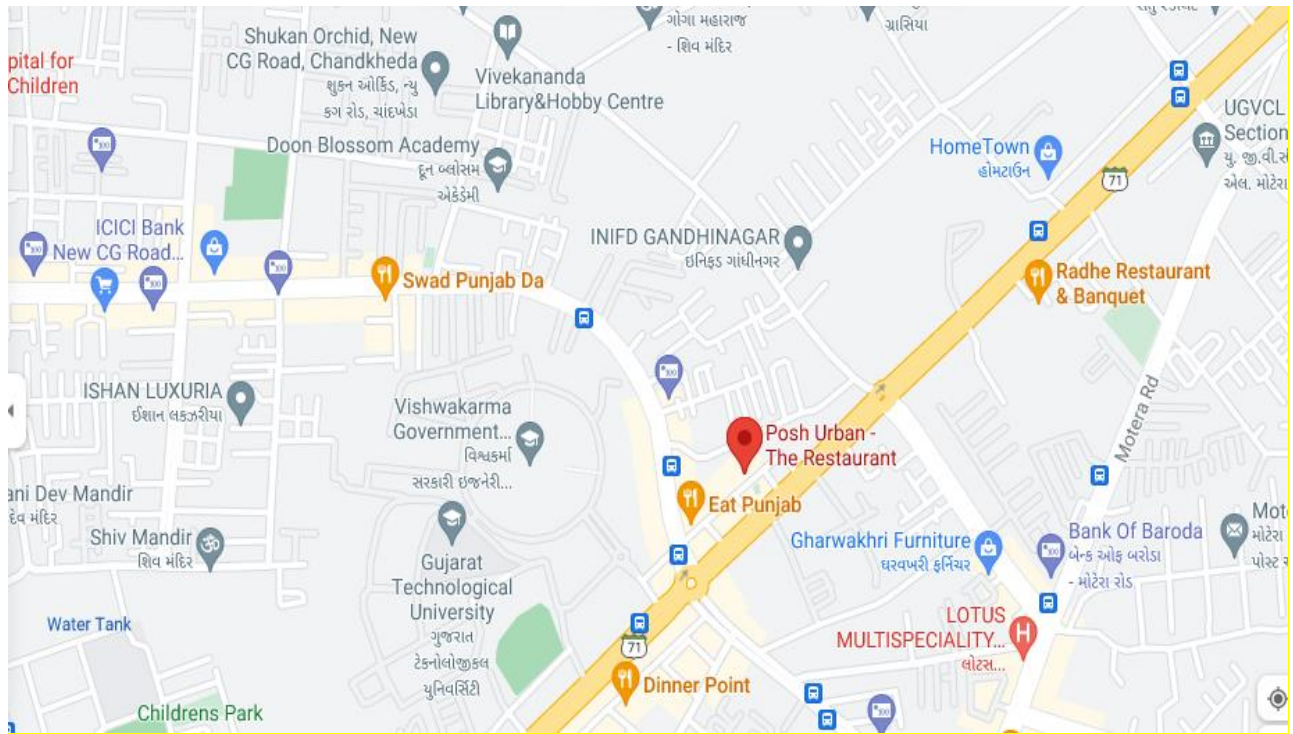 ગોગા મહારાજ
- શિવ મંદિર
ગ્રાસિયા
Shukan Orchid, New
CG Road, Chandkheda
શુકન ઓર્કિડ, ન્યુ
કગ રોડ, ચાંદખેડા
pital for
Children
Vivekananda
Library&Hobby Centre
UGVCL
Section
યુ. જી.વી.સી
એલ. મોટેરા
HomeTown
હોમટાઉન
Doon Blossom Academy
દૂન બ્લોસમ
એકેડેમી
71
ICICI Bank
New CG Road...
INIFD GANDHINAGAR
ઇનિફડ ગાંધીનગર
Swad Punjab Da
Radhe Restaurant
& Banquet
ISHAN LUXURIA
ઈશાન લકઝરીયા
Vishwakarma
Government...
વિશ્વકર્મા
સરકારી ઇજનેરી...
Motera Rd
Posh Urban -
The Restaurant
Eat Punjab
ani Dev Mandir
દેવ મંદિર
Shiv Mandir
શિવ મંદિર
Gharwakhri Furniture
ઘરવખરી ફર્નિચર
Bank Of Baroda
બેન્ક ઓફ બરોડા
- મોટેરા રોડ
Mot
મોટેરા
પોસ્ટ
Gujarat
Technological
University
ગુજરાત
ટેકનોલોજીકલ
યુનિવર્સિટી
Water Tank
LOTUS
MULTISPECIALITY...
લોટસ...
H
71
Dinner Point
Childrens Park